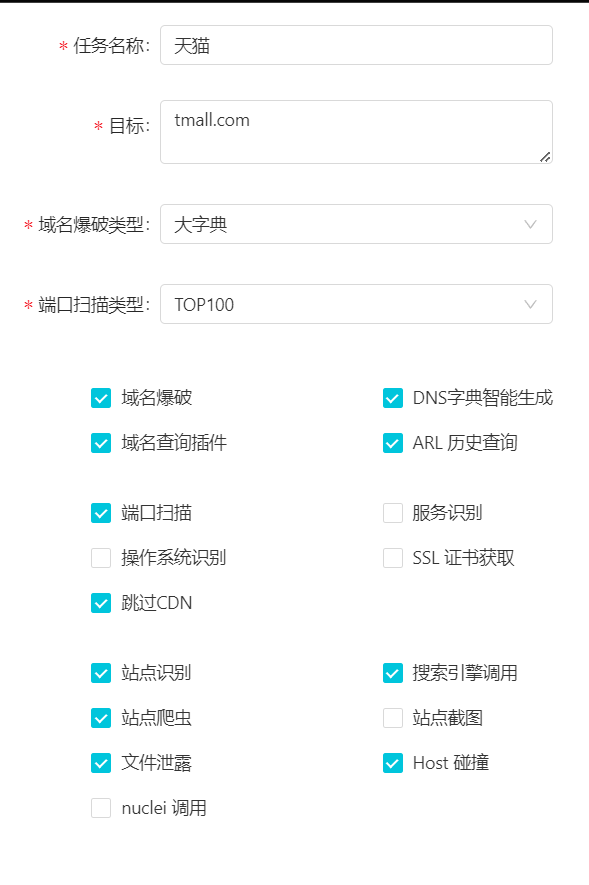 * 任务名称: 天猫
* 目标: tmall.com
* 域名爆破类型: 大字典
* 端口扫描类型: TOP100
域名爆破 DNS字典智能生成
域名查询插件 ARL 历史查询
端口扫描 服务识别
操作系统识别 SSL 证书获取
跳过CDN
站点识别 搜索引擎调用
站点爬虫 站点截图
文件泄露 Host 碰撞
nuclei 调用